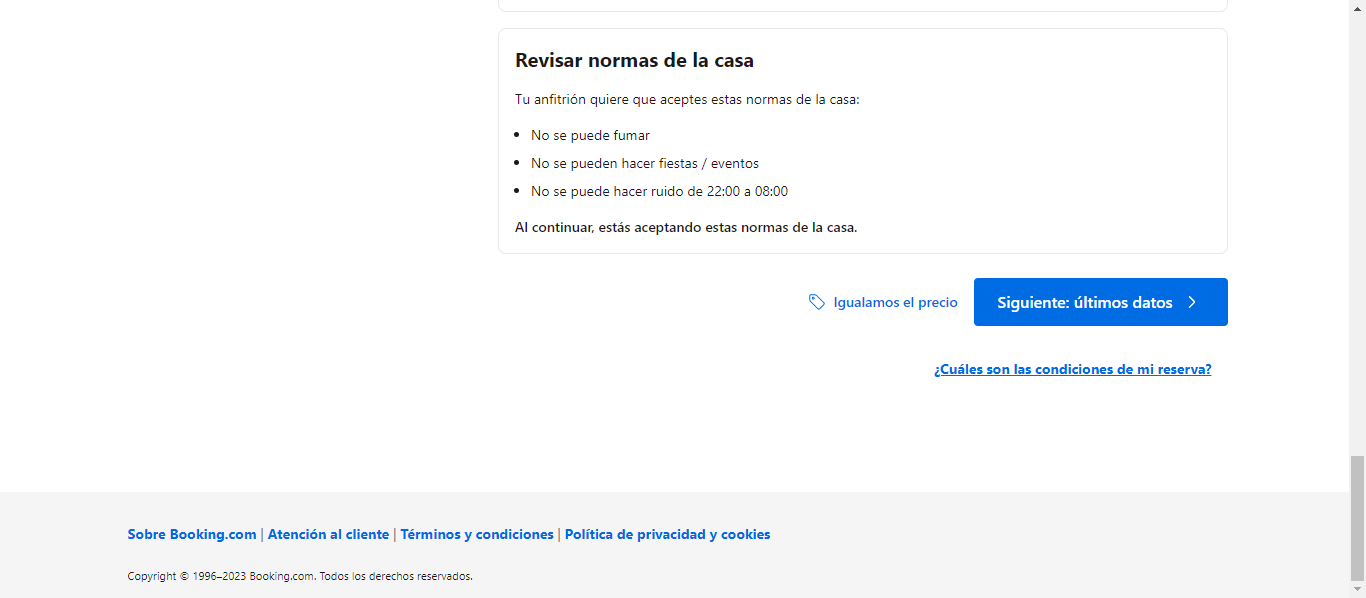 Revisar normas de la casa
Tu anfitrión quiere que aceptes estas normas de la casa:
No se puede fumar
No se pueden hacer fiestas / eventos
No se puede hacer ruido de 22:00 a 08:00
Al continuar, estás aceptando estas normas de la casa.
Igualamos el precio
Siguiente: últimos datos
¿Cuáles son las condiciones de mi reserva?
Sobre Booking.com | Atención al cliente | Términos y condiciones | Política de privacidad y cookies
Copyright © 1996–2023 Booking.com. Todos los derechos reservados.